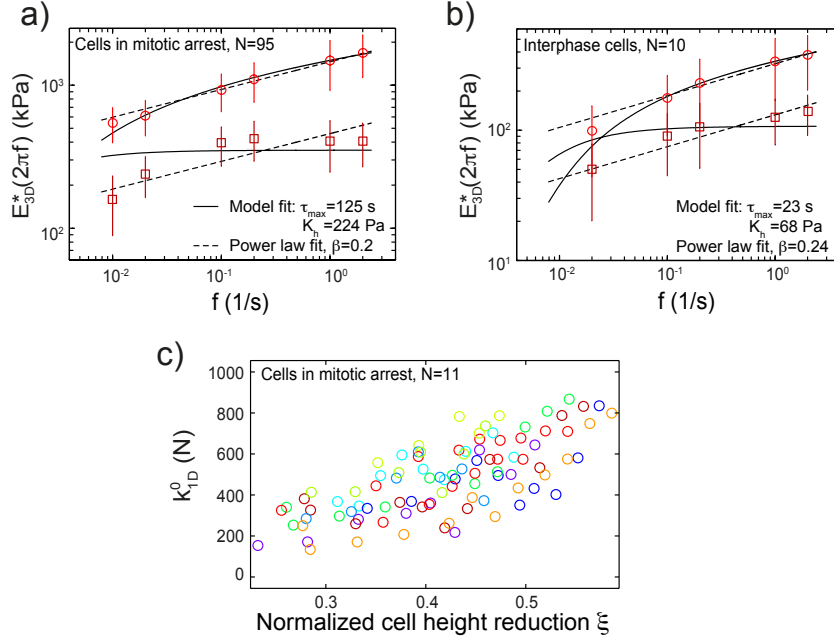 a)
Cells in mitotic arrest, N=95
E*3D(2πf) (kPa)
10³
10²
Model fit: τmax=125 s
Kh=224 Pa
Power law fit, β=0.2
10⁻²
10⁻¹
10⁰
f (1/s)
b)
Interphase cells, N=10
E*3D(2πf) (kPa)
10²
10¹
Model fit: τmax=23 s
Kh=68 Pa
Power law fit, β=0.24
10⁻²
10⁻¹
10⁰
f (1/s)
c)
Cells in mitotic arrest, N=11
k⁰1D (N)
1000
800
600
400
200
0
0.3
0.4
0.5
Normalized cell height reduction ξ